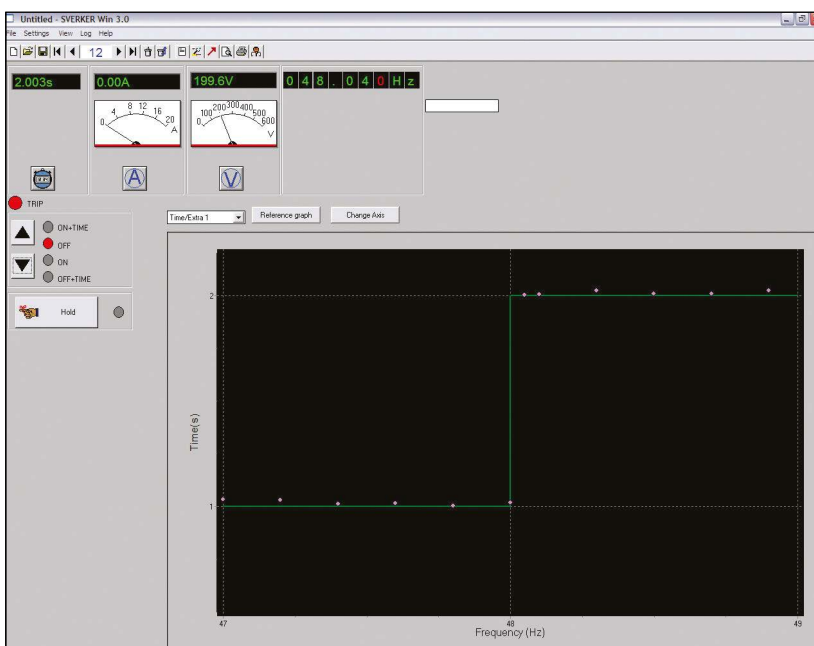 Untitled - SVERKER Win 3.0
File Settings View Log Help
12
2.003s
0.00A
199.6V
048.040Hz
0 4 8 12 16 20
A
0 100 200 300 400 500 600
V
A
V
TRIP
ON+TIME
OFF
ON
OFF+TIME
Hold
Time/Extra 1
Reference graph
Change Axis
2
1
Time(s)
47
48
49
Frequency (Hz)